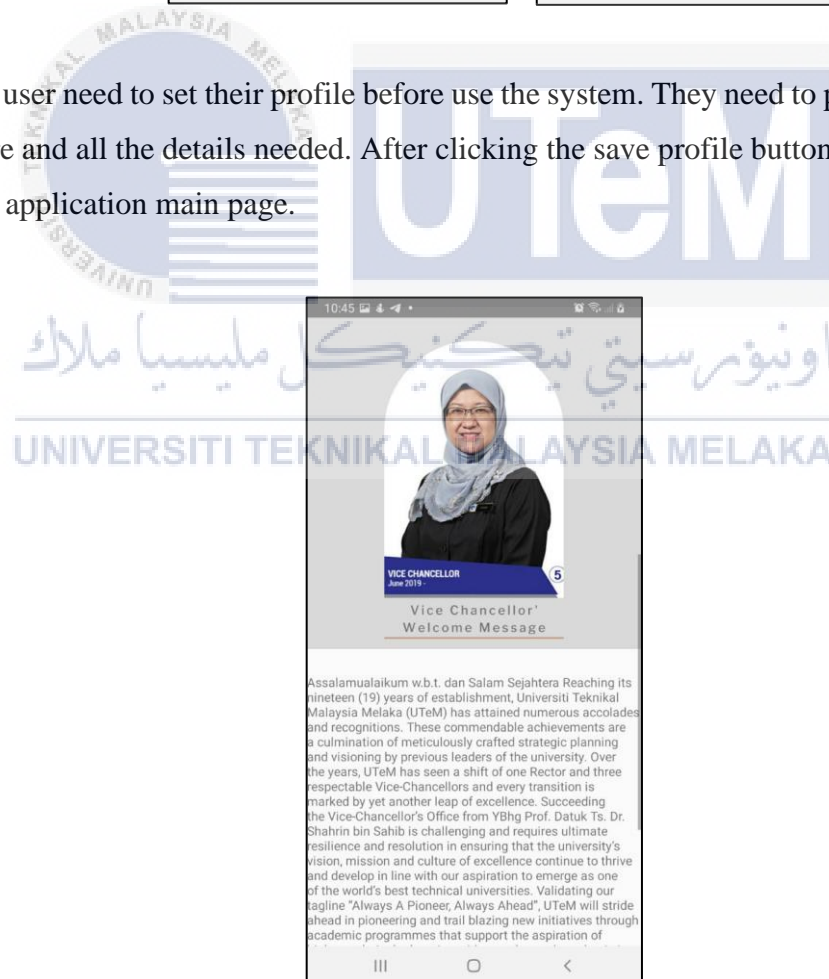 UNIVERSITI TEKNIKAL MALAYSIA MEL
UTeM
user need to set their profile before use the system. They need to p
e and all the details needed. After clicking the save profile button
application main page.
10:45
اونيۏرسيتي تيكنيكل مليسيا ملاك
UNIVERSITI TEKNIKAL MALAYSIA MELAKA
VICE CHANCELLOR
June 2019 -
5
Vice Chancellor'
Welcome Message
Assalamualaikum w.b.t. dan Salam Sejahtera Reaching its
nineteen (19) years of establishment, Universiti Teknikal
Malaysia Melaka (UTeM) has attained numerous accolades
and recognitions. These commendable achievements are
a culmination of meticulously crafted strategic planning
and visioning by previous leaders of the university. Over
the years, UTeM has seen a shift of one Rector and three
respectable Vice-Chancellors and every transition is
marked by yet another leap of excellence. Succeeding
the Vice-Chancellor's Office from YBhg Prof. Datuk Ts. Dr.
Shahrin bin Sahib is challenging and requires ultimate
resilience and resolution in ensuring that the university's
vision, mission and culture of excellence continue to thrive
and develop in line with our aspiration to emerge as one
of the world's best technical universities. Validating our
tagline "Always A Pioneer, Always Ahead", UTeM will stride
ahead in pioneering and trail blazing new initiatives through
academic programmes that support the aspiration of